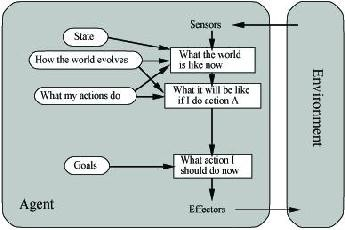 Sensors
State
How the world evolves
What my actions do
What the world
is like now
What it will be like
if I do action A
Goals
What action I
should do now
Agent
Effectors
Environment